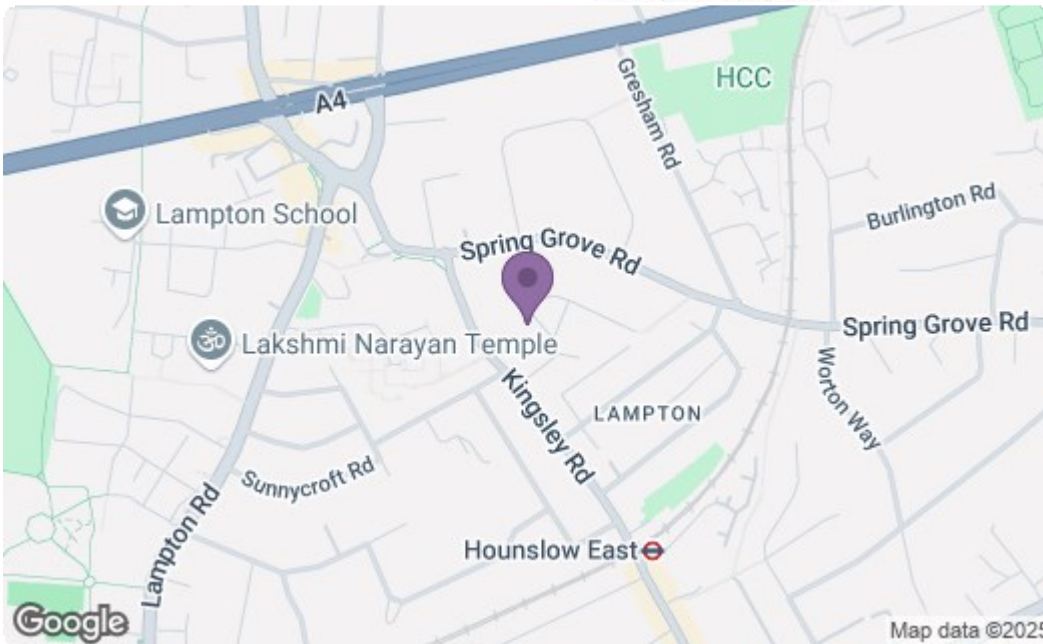 A4
HCC
Gresham Rd
Lampton School
Burlington Rd
Spring Grove Rd
Spring Grove Rd
Lakshmi Narayan Temple
Kingsley Rd
LAMPTON
Worton Way
Sunnycroft Rd
Lampton Rd
Hounslow East
Google
Map data ©2025